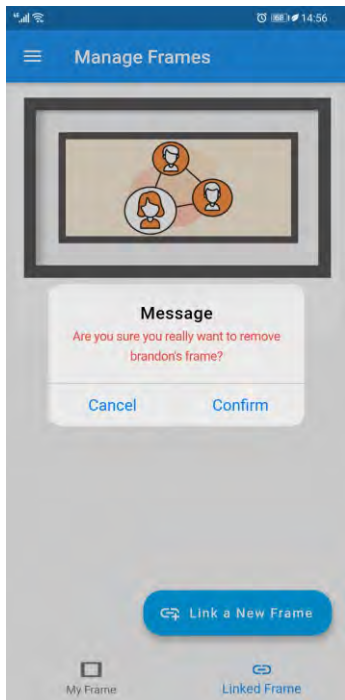 14:56
Manage Frames
Message
Are you sure you really want to remove
brandon's frame?
Cancel
Confirm
Link a New Frame
My Frame
Linked Frame